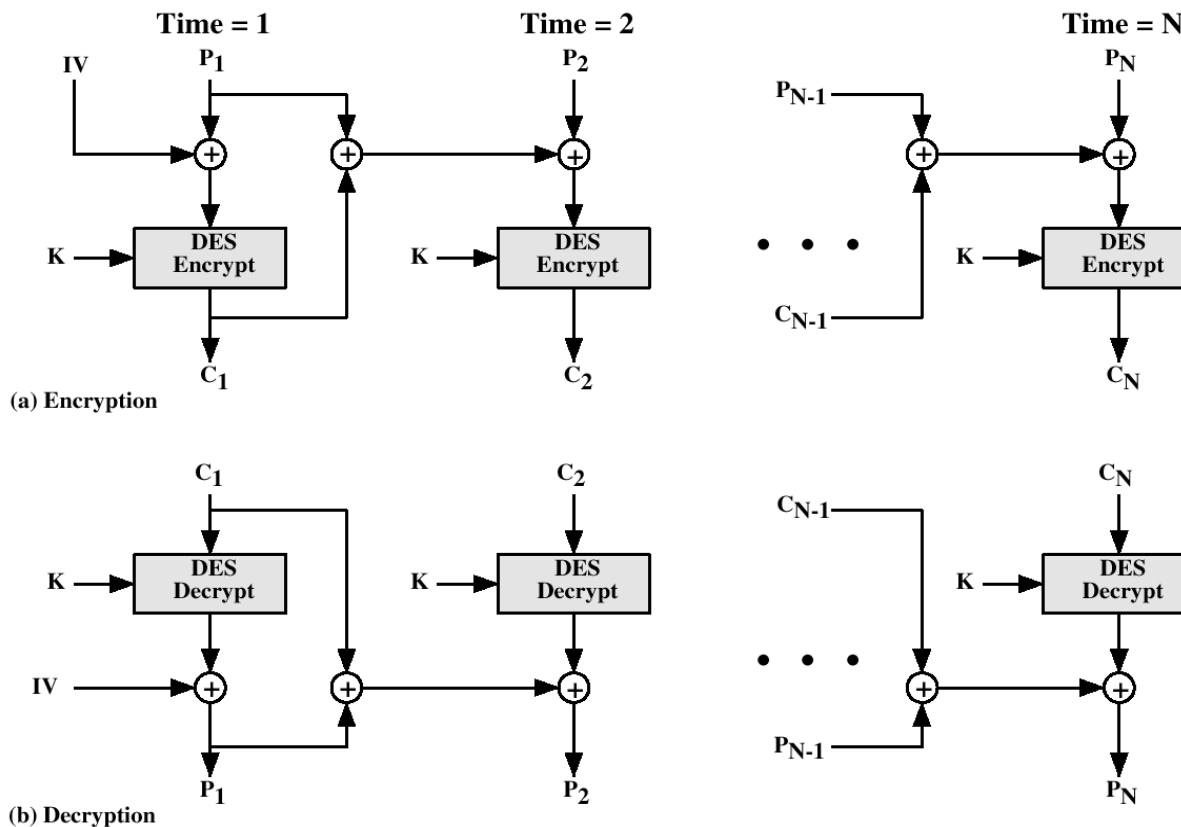 Time = 1 Time = 2 Time = N
IV P1 P2 PN
PN-1
+ + + + +
DES DES DES
K Encrypt K Encrypt K Encrypt
CN-1
C1 C2 CN
(a) Encryption
C1 C2 CN
CN-1
DES DES DES
K Decrypt K Decrypt K Decrypt
IV + + + + +
PN-1
P1 P2 PN
(b) Decryption